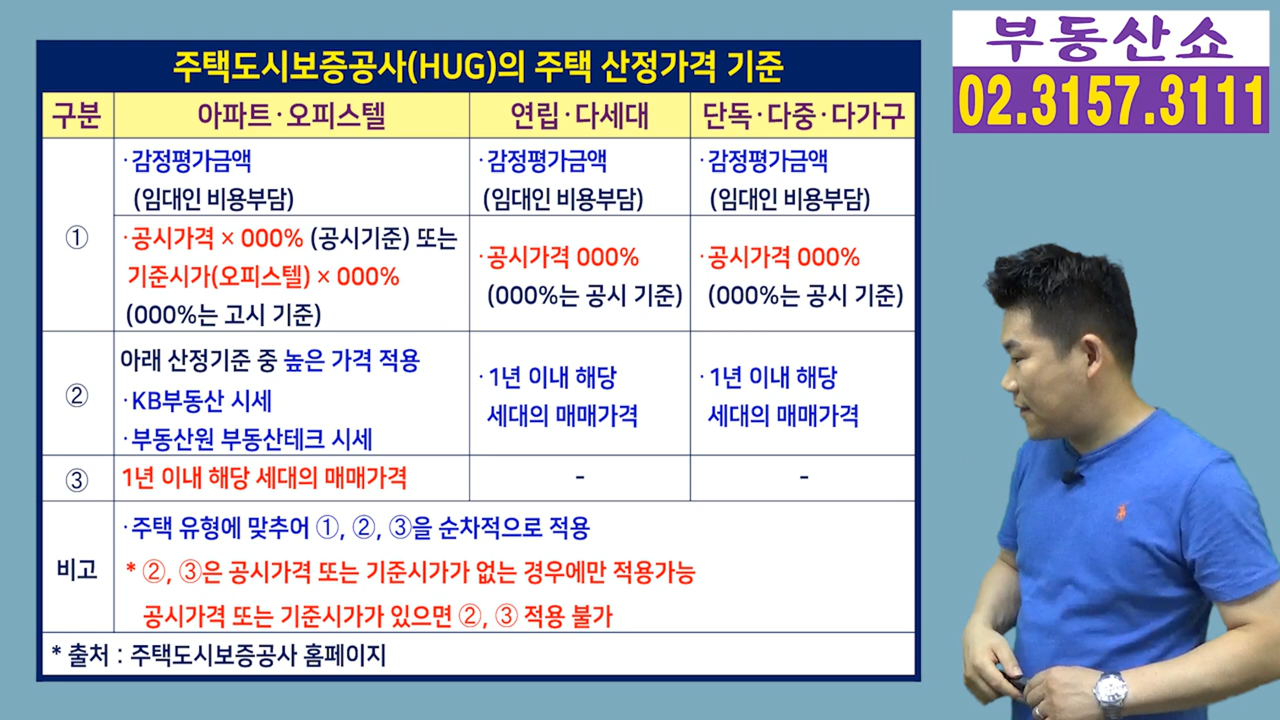 부동산쇼
02.3157.3111
주택도시보증공사(HUG)의 주택 산정가격 기준
구분 아파트·오피스텔 연립·다세대 단독·다중·다가구
①
·감정평가금액
(임대인 비용부담)
·공시가격 × 000% (공시기준) 또는
기준시가(오피스텔) × 000%
(000%는 고시 기준)
·감정평가금액
(임대인 비용부담)
·공시가격 000%
(000%는 공시 기준)
·감정평가금액
(임대인 비용부담)
·공시가격 000%
(000%는 공시 기준)
②
아래 산정기준 중 높은 가격 적용
·KB부동산 시세
·부동산원 부동산테크 시세
·1년 이내 해당
세대의 매매가격
·1년 이내 해당
세대의 매매가격
③ 1년 이내 해당 세대의 매매가격 - -
비고
·주택 유형에 맞추어 ①, ②, ③을 순차적으로 적용
* ②, ③은 공시가격 또는 기준시가가 없는 경우에만 적용가능
공시가격 또는 기준시가가 있으면 ②, ③ 적용 불가
* 출처 : 주택도시보증공사 홈페이지